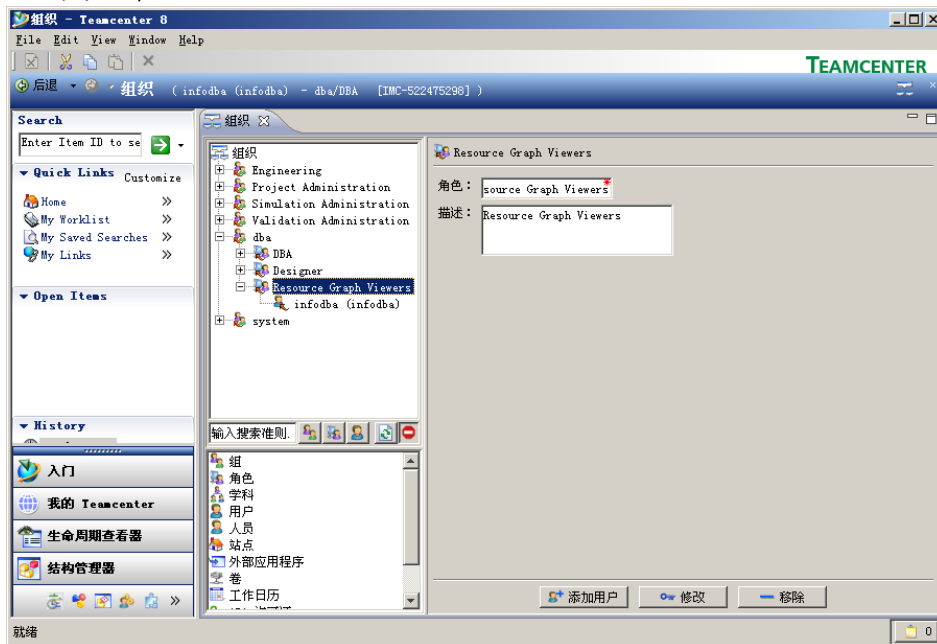 组织 - Teamcenter 8
File Edit View Window Help
TEAMCENTER
后退 组织 ( infodba (infodba) - dba/DBA [IMC-522475298] )
Search
Enter Item ID to se
Quick Links Customize
Home
My Worklist
My Saved Searches
My Links
Open Items
History
入门
我的 Teamcenter
生命周期查看器
结构管理器
就绪
组织
组织
Engineering
Project Administration
Simulation Administration
Validation Administration
dba
DBA
Designer
Resource Graph Viewers
infodba (infodba)
system
输入搜索准则.
组
角色
学科
用户
人员
站点
外部应用程序
卷
工作日历
Resource Graph Viewers
角色： source Graph Viewers*
描述： Resource Graph Viewers
添加用户 修改 移除
0